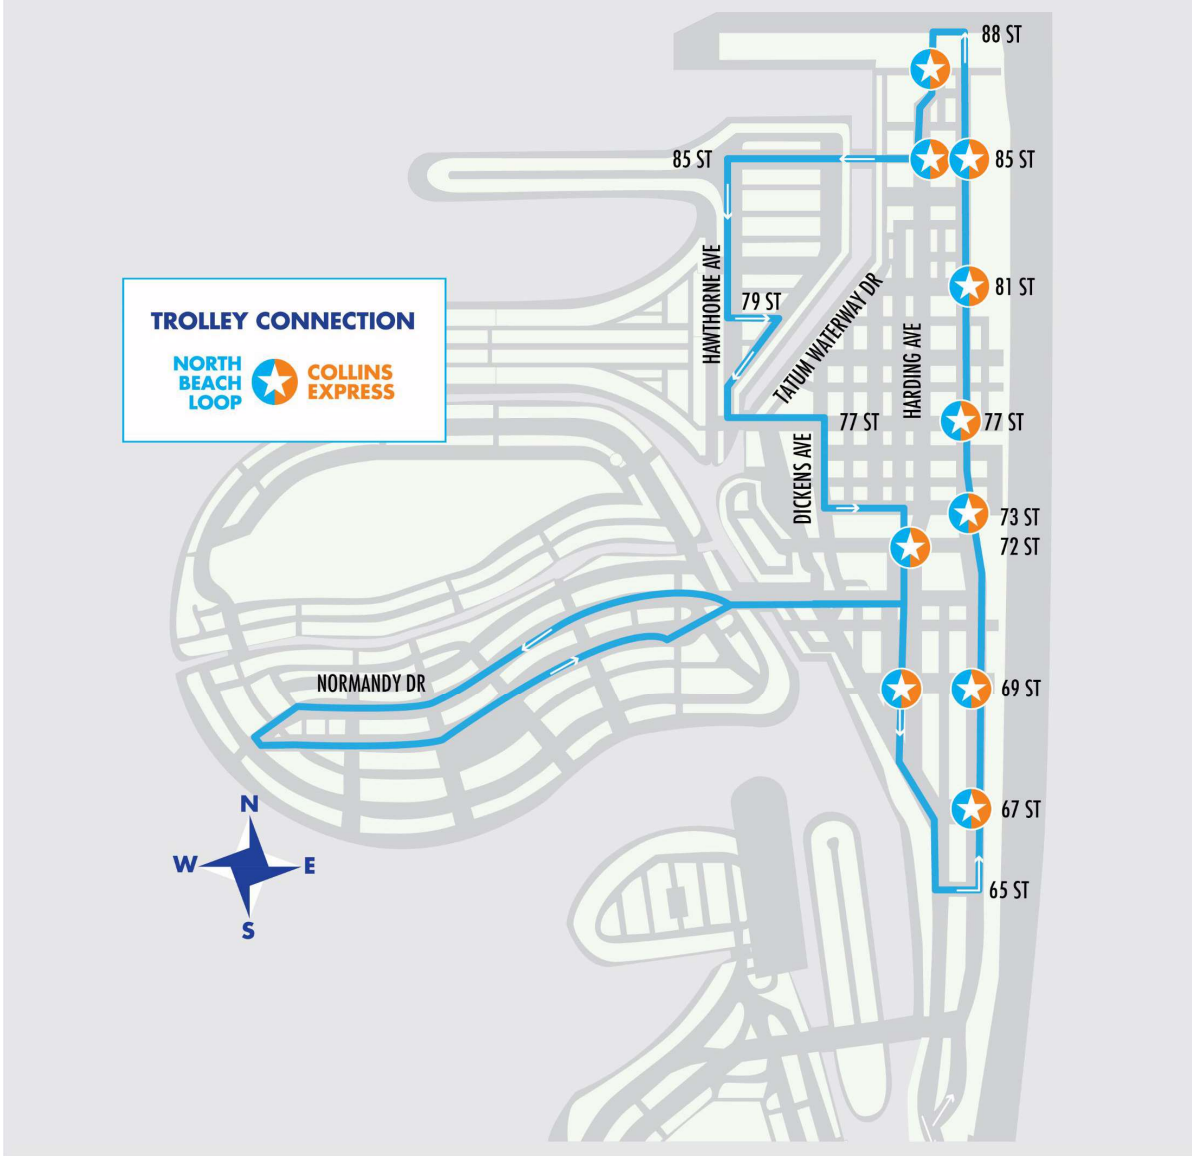 88 ST
85 ST
85 ST
HAWTHORNE AVE
79 ST
TATUM WATERWAY DR
81 ST
HARDING AVE
TROLLEY CONNECTION
NORTH
BEACH
LOOP
COLLINS
EXPRESS
77 ST
77 ST
DICKENS AVE
73 ST
72 ST
NORMANDY DR
69 ST
67 ST
65 ST
N
W
E
S